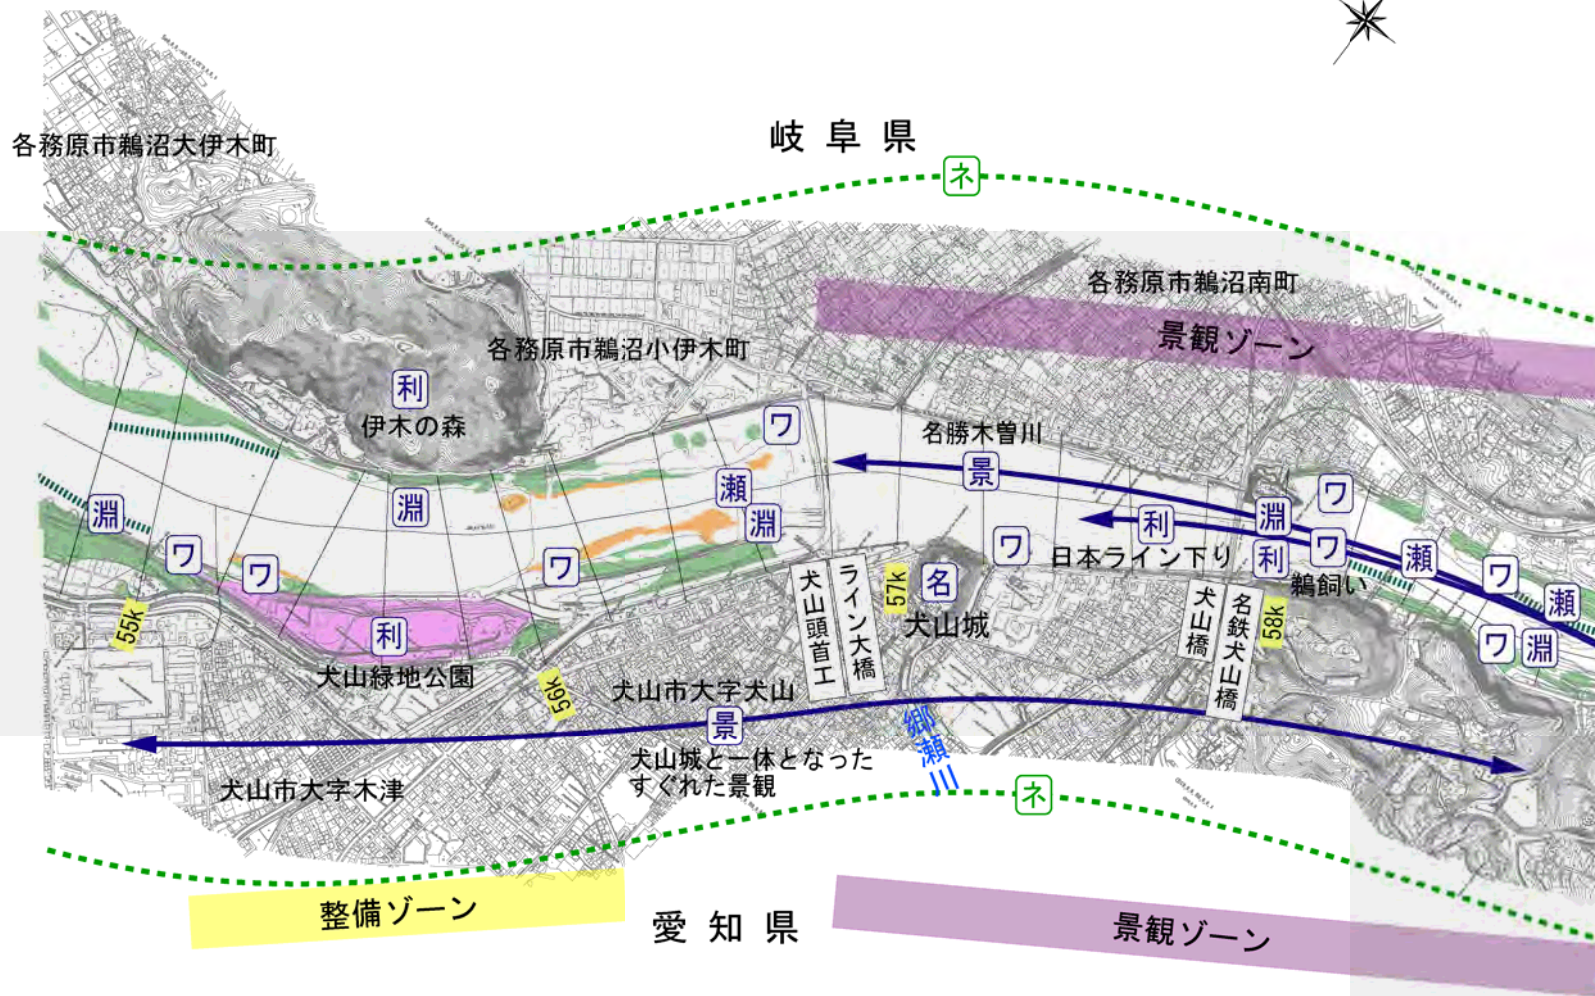 岐阜県
各務原市鵜沼大伊木町
ネ
各務原市鵜沼南町
景観ゾーン
各務原市鵜沼小伊木町
利
伊木の森
ワ
名勝木曽川
景
瀬
淵
淵
淵
ワ
ワ
ワ
利
犬山緑地公園
55k
56k
犬山頭首工
ライン大橋
57k
名
犬山城
ワ
利
日本ライン下り
淵
ワ
ワ
利
鵜飼い
瀬
ワ
瀬
ワ
淵
犬山橋
名鉄犬山橋
58k
犬山市大字犬山
景
犬山城と一体となった
すぐれた景観
郷瀬川
犬山市大字木津
ネ
整備ゾーン
愛知県
景観ゾーン